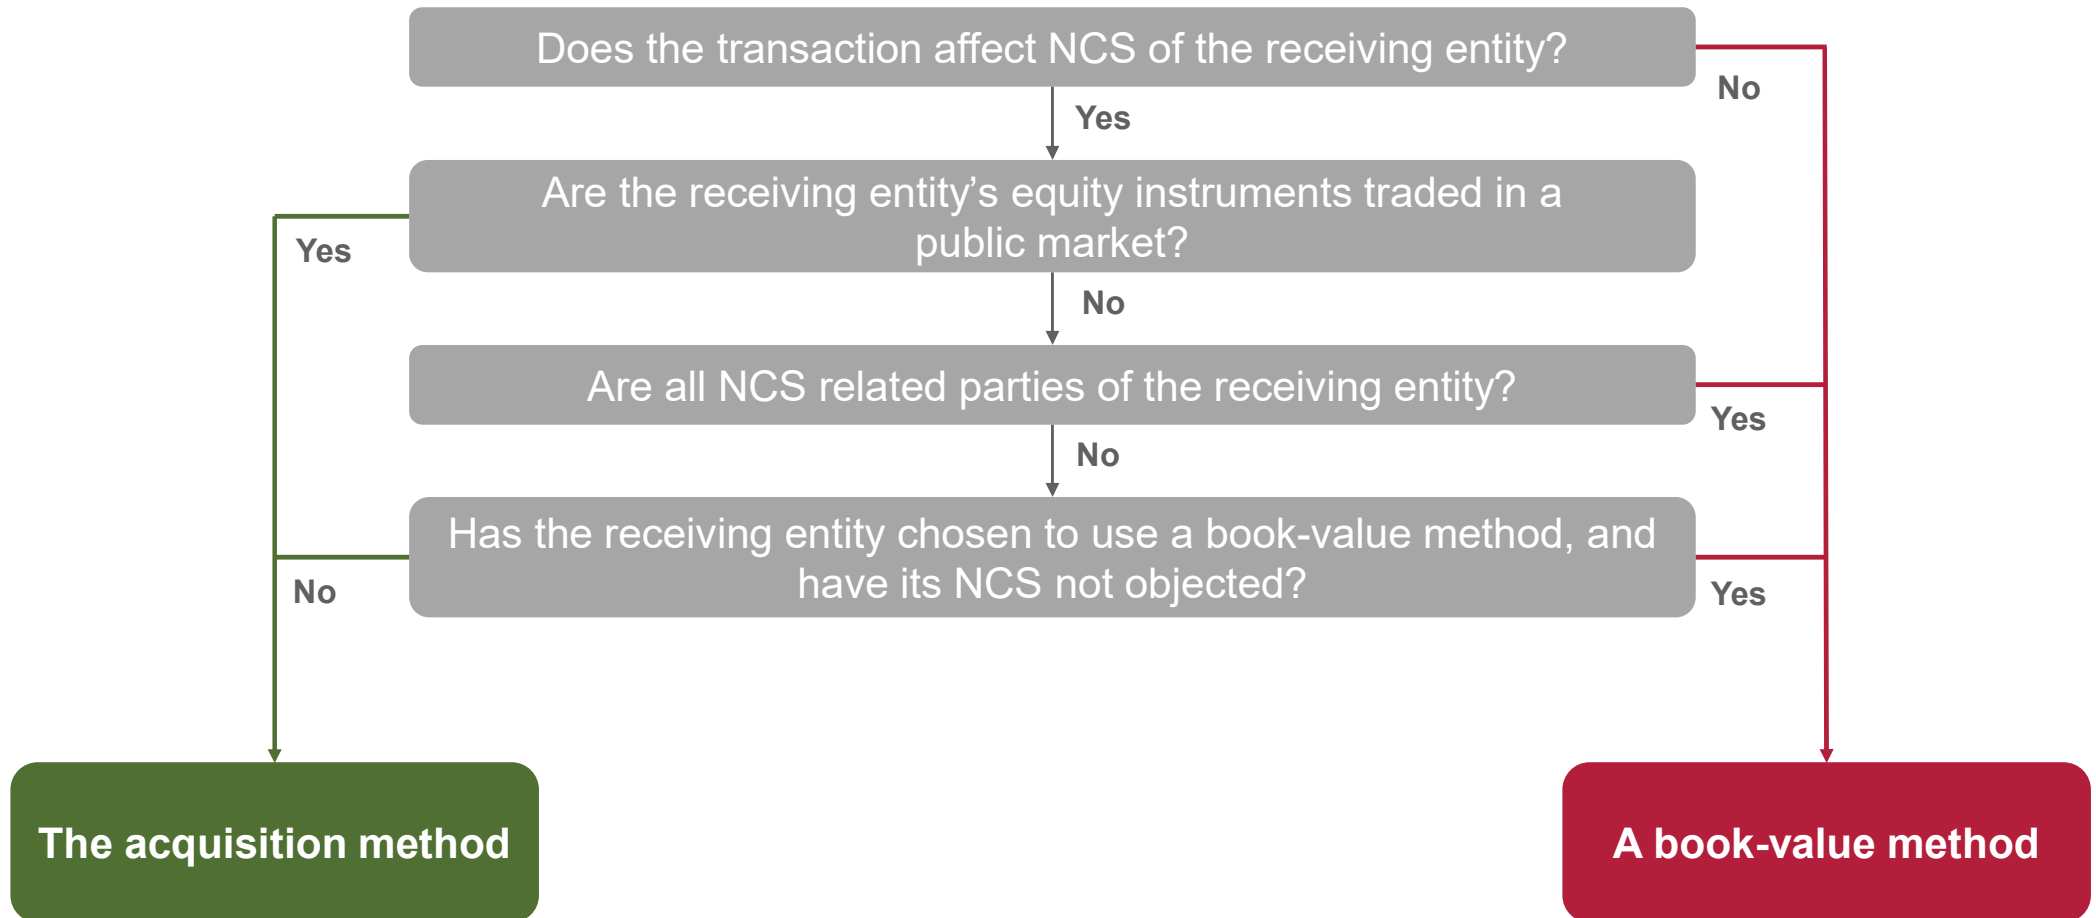 Does the transaction affect NCS of the receiving entity?
No
Yes
Are the receiving entity’s equity instruments traded in a
public market?
Yes
No
Are all NCS related parties of the receiving entity?
Yes
No
Has the receiving entity chosen to use a book-value method, and
have its NCS not objected?
No
Yes
The acquisition method
A book-value method